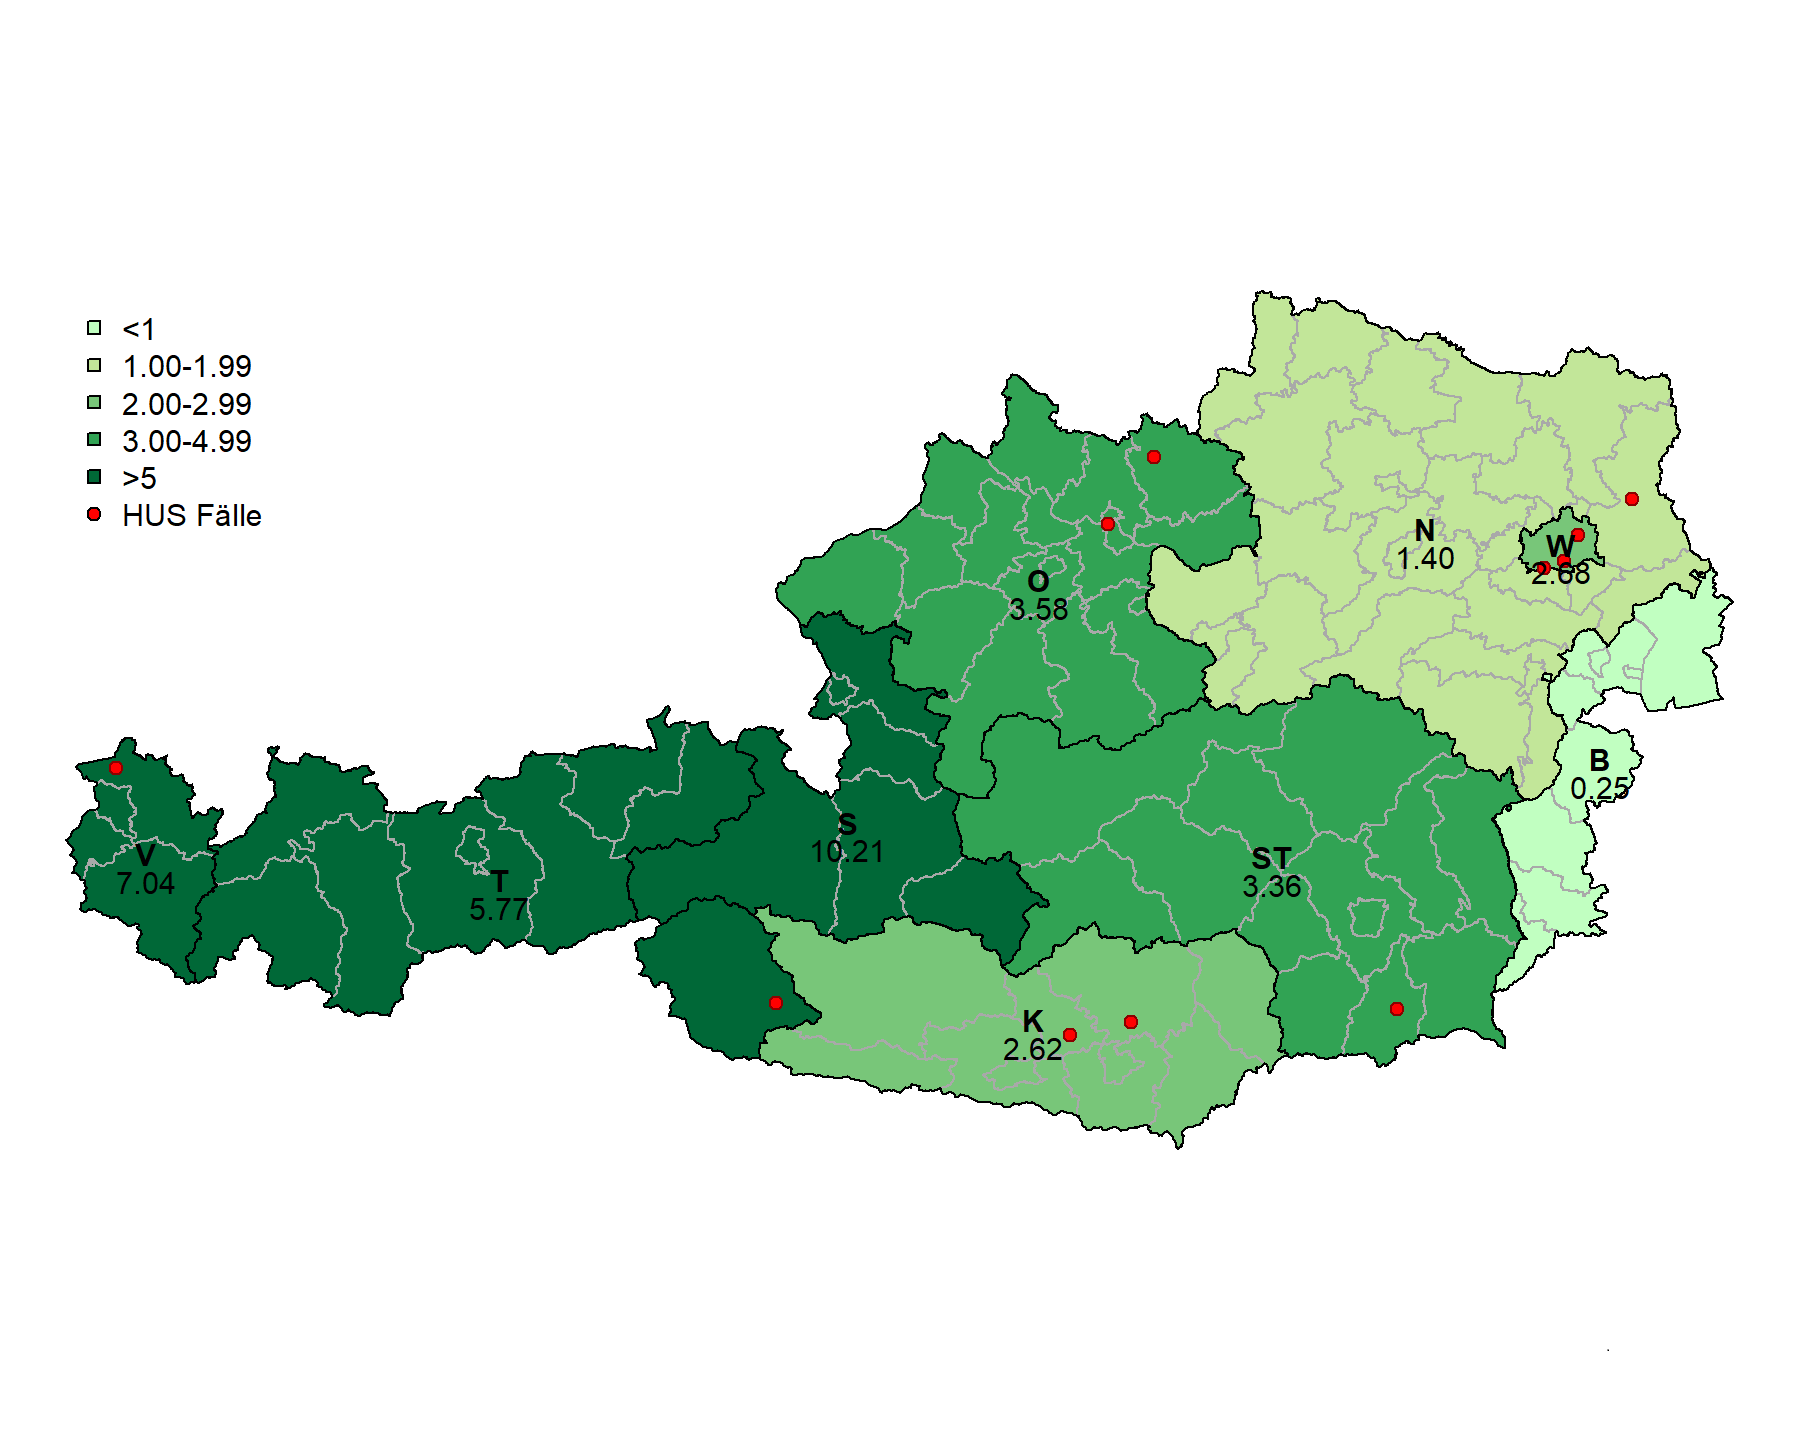 <1
1.00-1.99
2.00-2.99
3.00-4.99
>5
HUS Fälle
N
1.40
W
2.68
O
3.58
B
0.25
S
10.21
V
7.04
ST
3.36
T
5.77
K
2.62